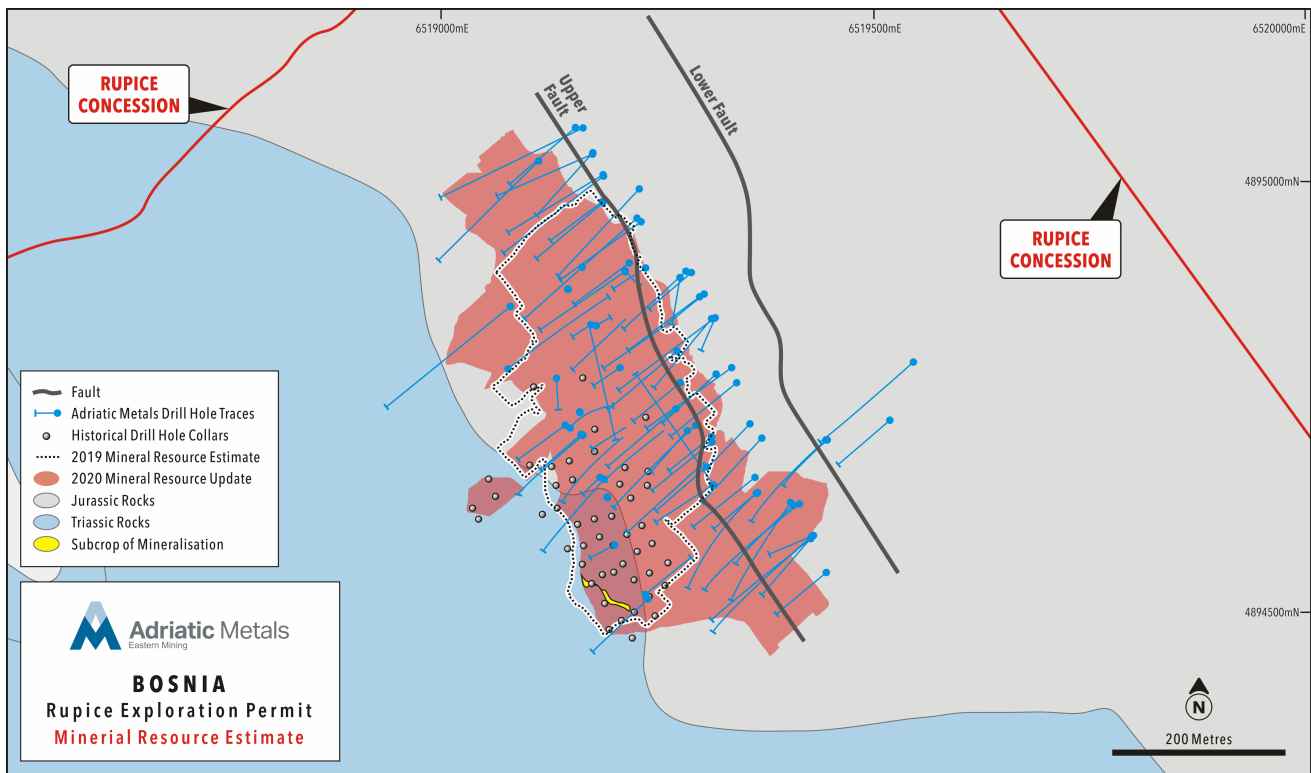 6519000mE
6519500mE
6520000mE
RUPICE
CONCESSION
Upper
Fault
Lower Fault
4895000mN
RUPICE
CONCESSION
Fault
Adriatic Metals Drill Hole Traces
Historical Drill Hole Collars
2019 Mineral Resource Estimate
2020 Mineral Resource Update
Jurassic Rocks
Triassic Rocks
Subcrop of Mineralisation
4894500mN
Adriatic Metals
Eastern Mining
BOSNIA
Rupice Exploration Permit
Minerial Resource Estimate
N
200 Metres